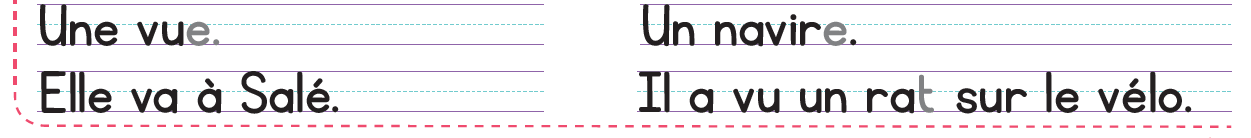 Une vue.
Un navire.
Elle va à Salé.
Il a vu un rat sur le vélo.